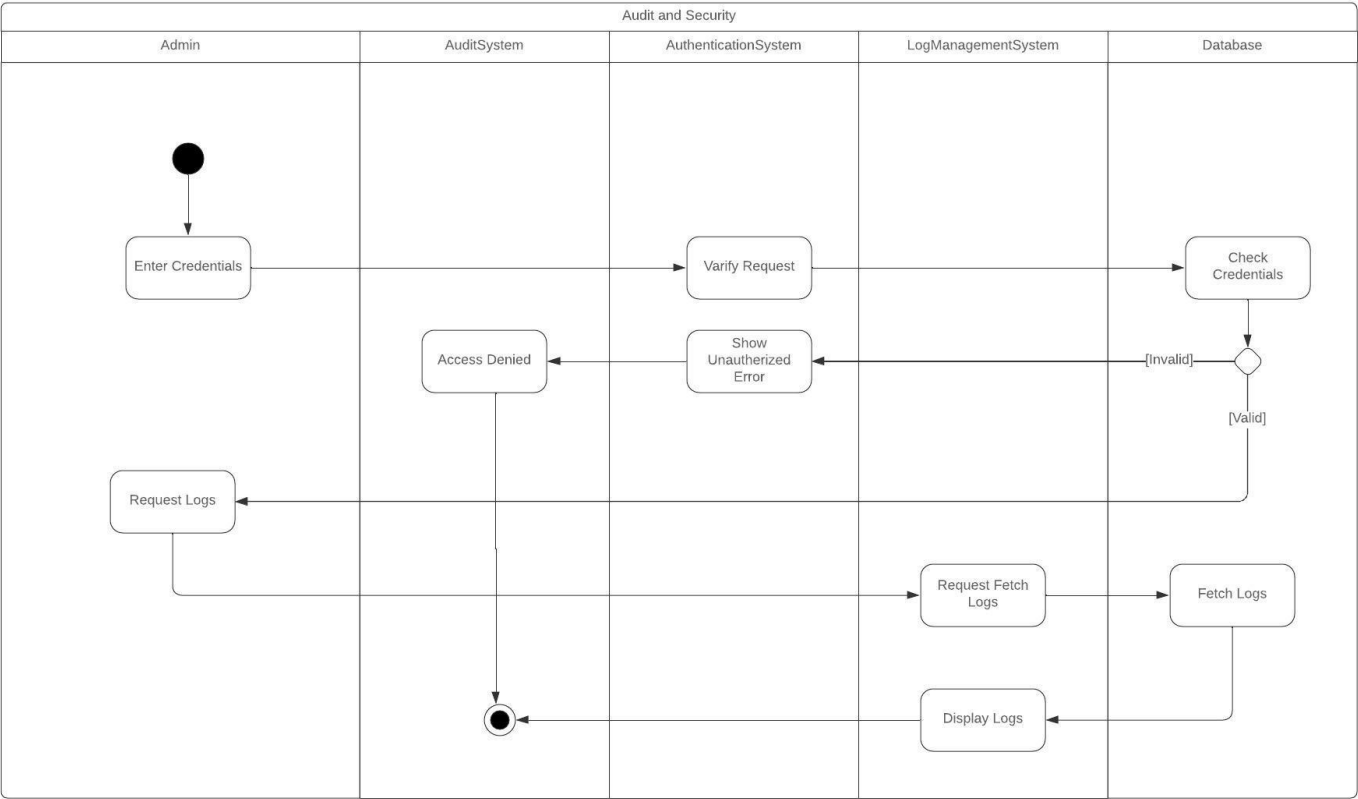 Audit and Security
Admin
AuditSystem
AuthenticationSystem
LogManagementSystem
Database
Enter Credentials
Varify Request
Check
Credentials
Access Denied
Show
Unautherized
Error
[Invalid]
[Valid]
Request Logs
Request Fetch
Logs
Fetch Logs
Display Logs